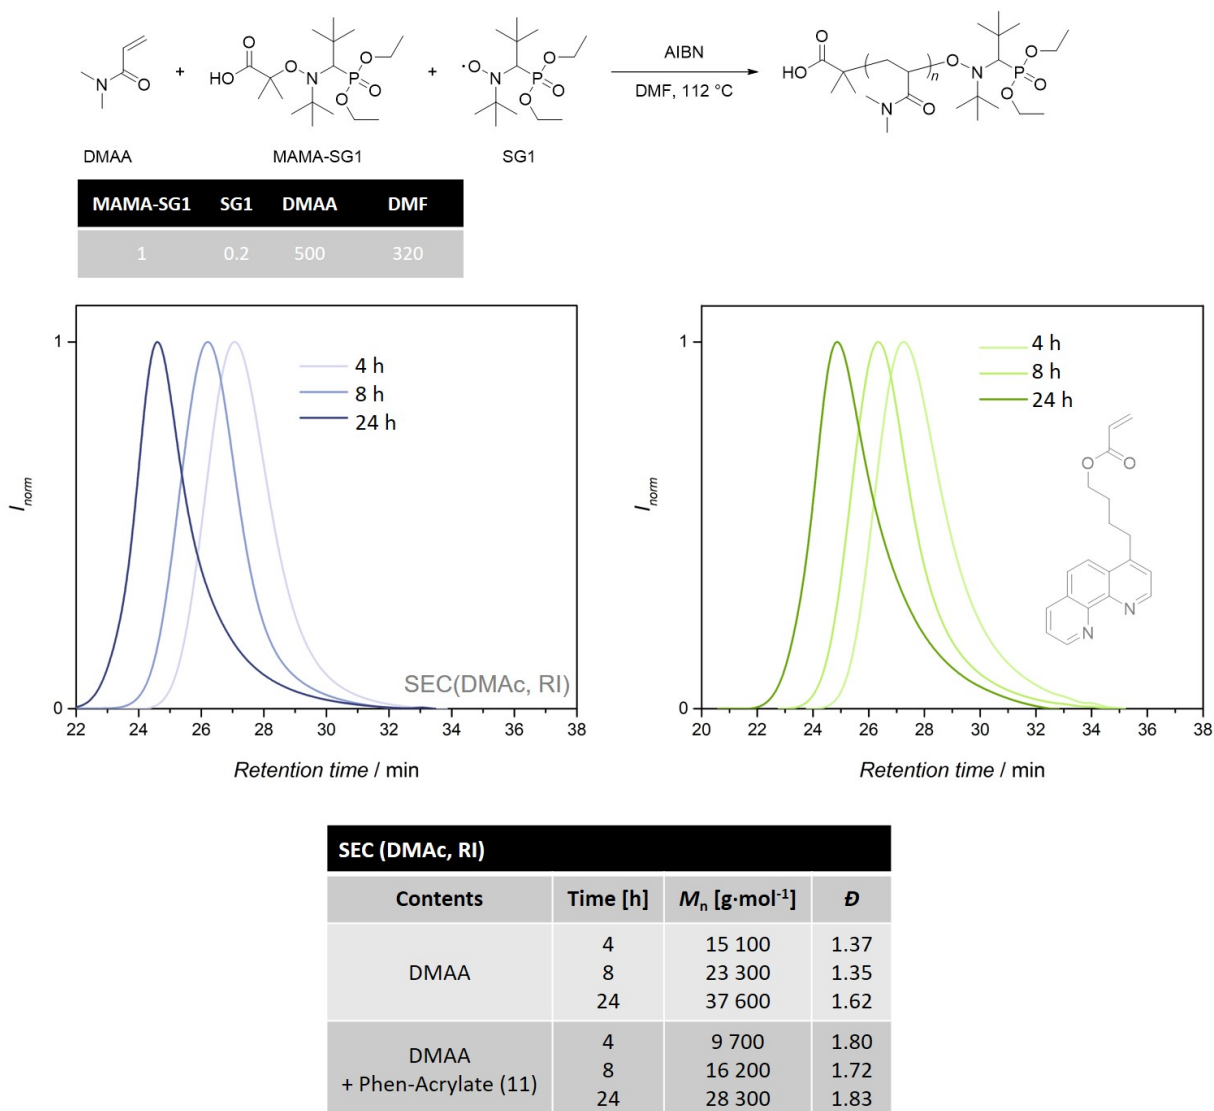 AIBN
DMF, 112 °C
DMAA
MAMA-SG1
SG1
MAMA-SG1 SG1 DMAA DMF
1 0.2 500 320
HO O O N P O O O
·O N P O O O
HO O n O N P O O O
N O
N O
+ +
1
0
I norm
4 h
8 h
24 h
SEC(DMAc, RI)
22 24 26 28 30 32 34 36 38
Retention time / min
1
0
I norm
4 h
8 h
24 h
O
O
N
N
20 22 24 26 28 30 32 34 36 38
Retention time / min
SEC (DMAc, RI)
Contents Time [h] Mn [g·mol-1] Đ
DMAA
4 15 100 1.37
8 23 300 1.35
24 37 600 1.62
DMAA
+ Phen-Acrylate (11)
4 9 700 1.80
8 16 200 1.72
24 28 300 1.83